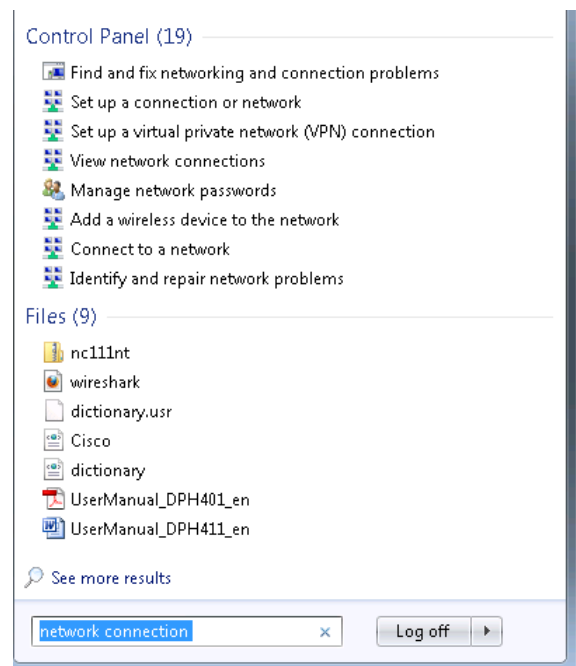 Control Panel (19)
Find and fix networking and connection problems
Set up a connection or network
Set up a virtual private network (VPN) connection
View network connections
Manage network passwords
Add a wireless device to the network
Connect to a network
Identify and repair network problems
Files (9)
nc111nt
wireshark
dictionary.usr
Cisco
dictionary
UserManual_DPH401_en
UserManual_DPH411_en
See more results
network connection
Log off